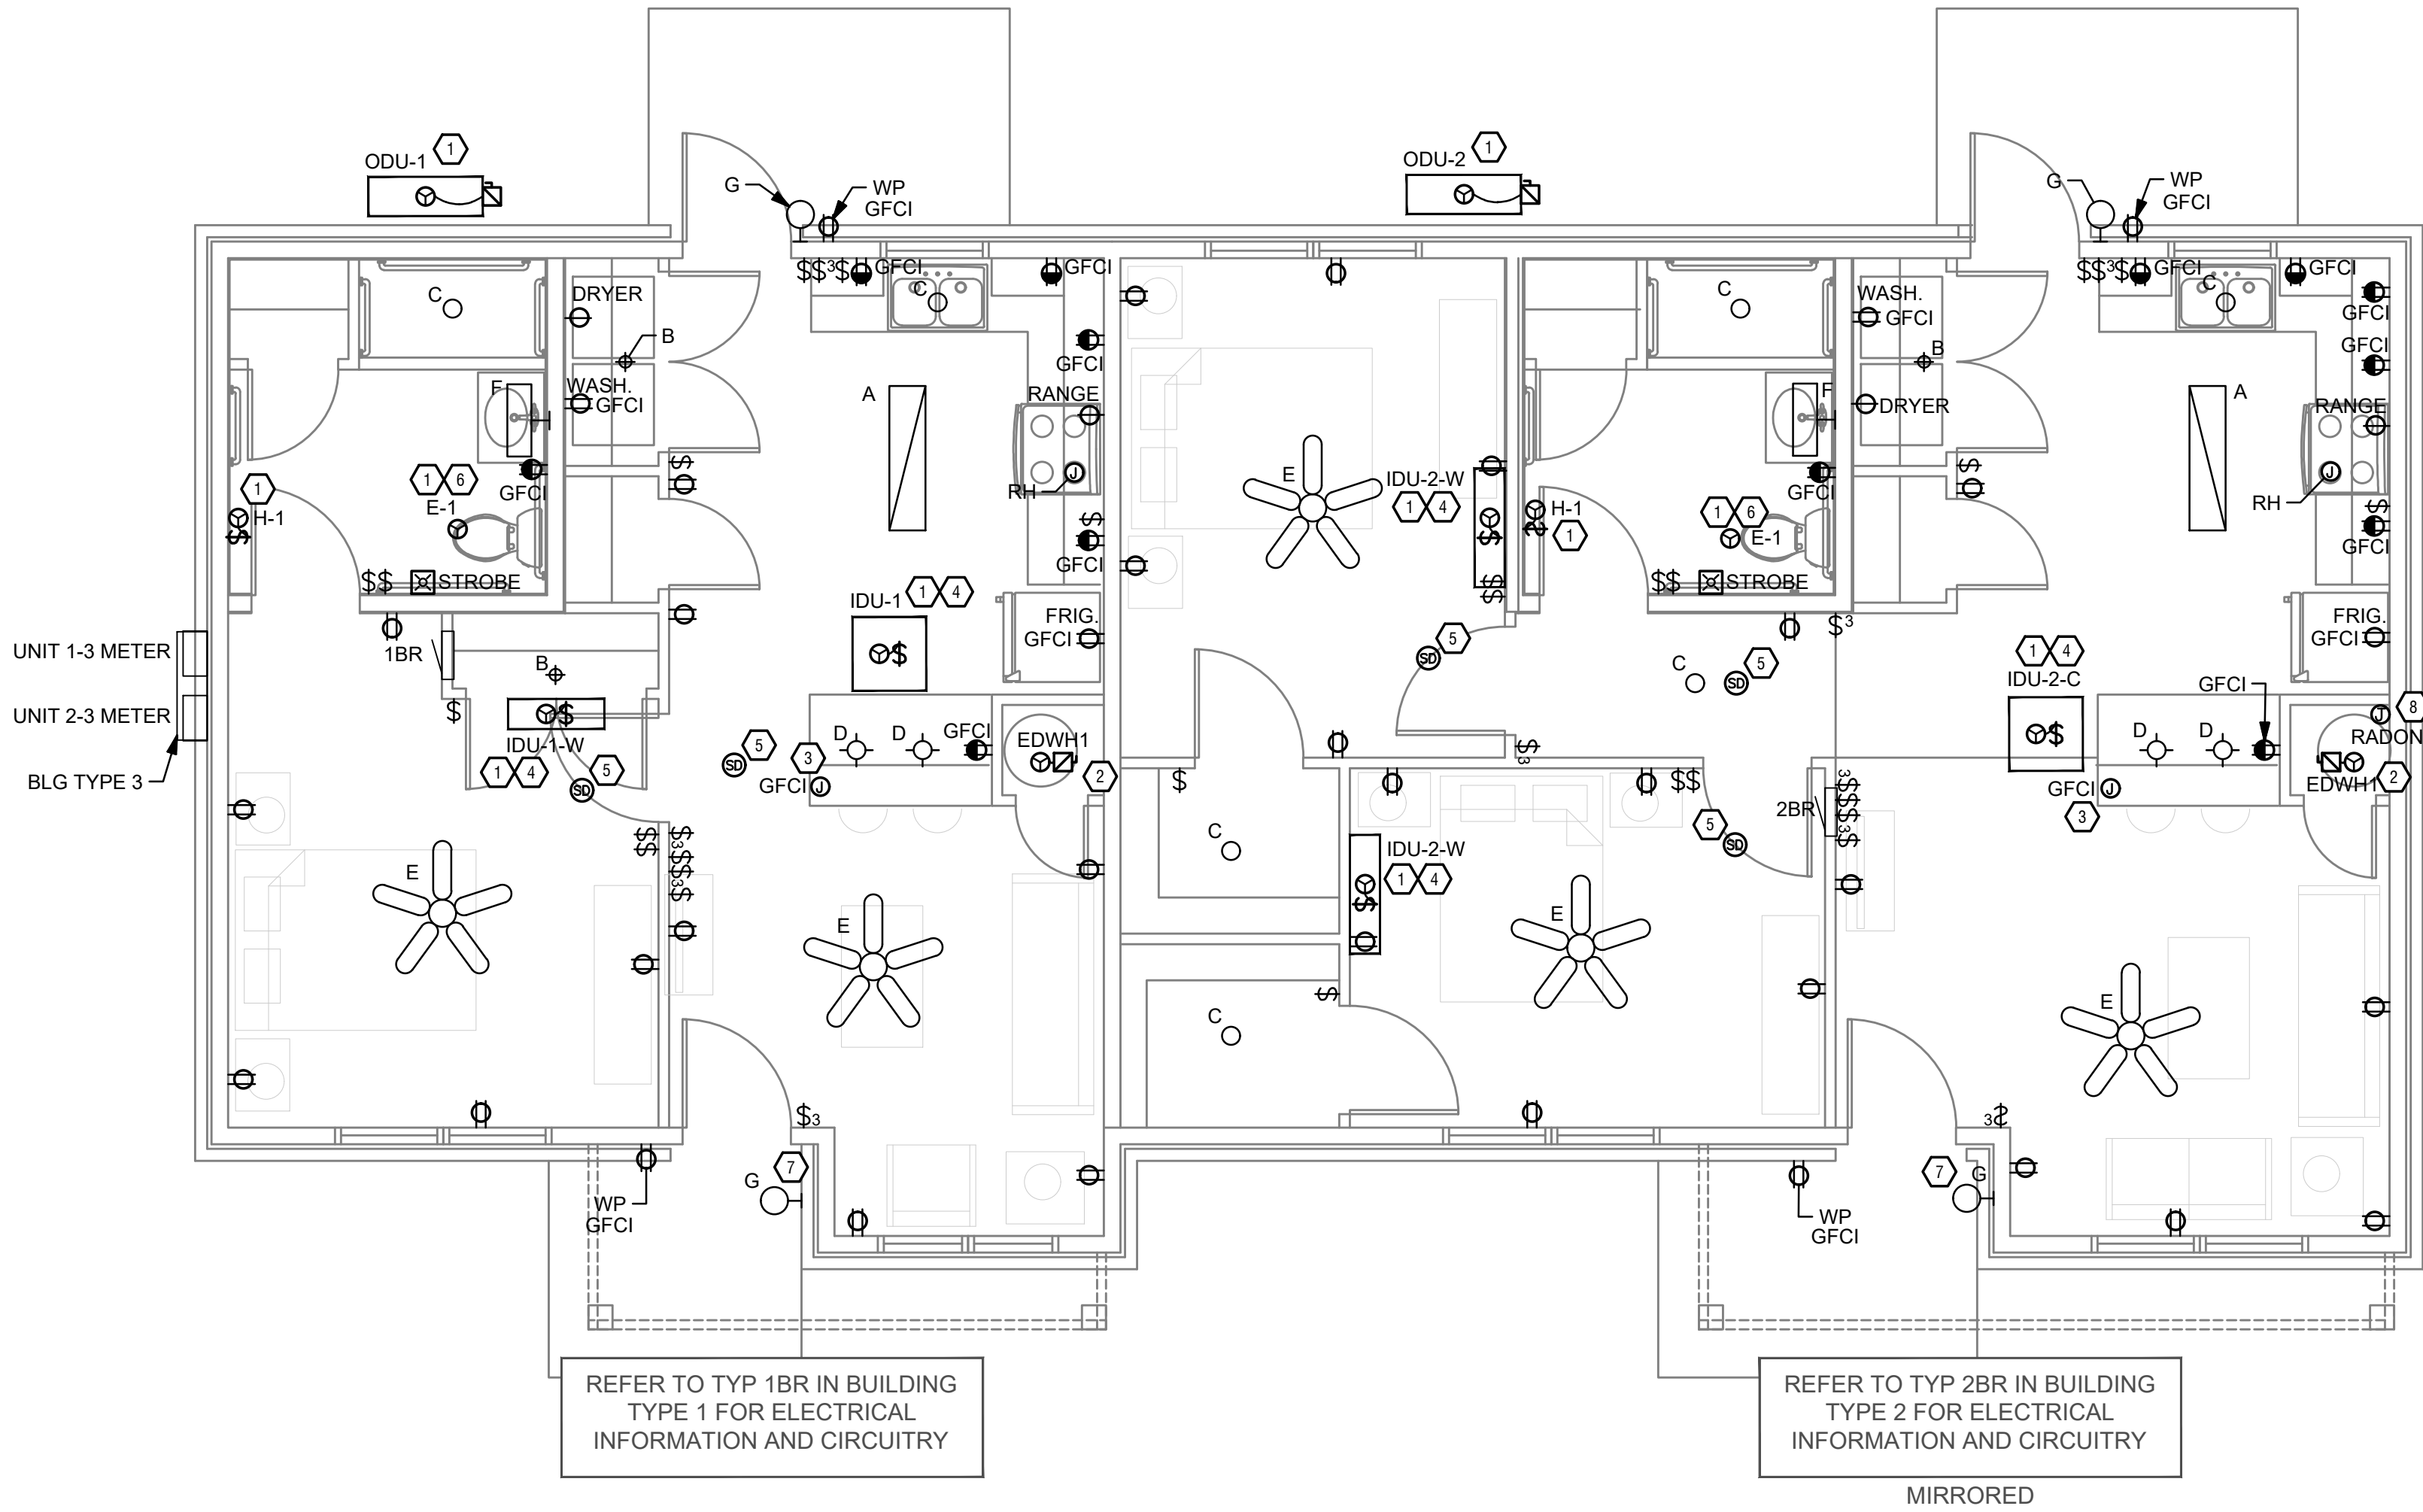 ODU-1
1
G
WP
GFCI
ODU-2
1
G
WP
GFCI
$$3$
GFCI
GFCI
C
C
DRYER
B
GFCI
F
WASH.
GFCI
A
RANGE
1
1
6
GFCI
E-1
H-1
$
RH
$
$
GFCI
$$
STROBE
IDU-1
1
4
FRIG.
GFCI
$
UNIT 1-3 METER
1BR
B
UNIT 2-3 METER
$
$
IDU-1-W
1
4
5
SD
BLG TYPE 3
5
SD
3
D
D
GFCI
GFCI
J
EDWH1
2
E
$$
3$$$3$
E
$3
7
G
WP
GFCI
E
IDU-2-W
1
4
$
$$
5
SD
$3
$
C
$$
IDU-2-W
1
4
$
E
C
$
C
F
GFCI
H-1
1
1
6
E-1
$$
STROBE
$3
C
5
SD
5
SD
2BR
3$$$3$
WASH.
GFCI
B
DRYER
$
$$3$
GFCI
GFCI
C
GFCI
GFCI
A
RANGE
J
RH
$
FRIG.
GFCI
1
4
IDU-2-C
$
GFCI
D
D
J
8
RADON
EDWH1
2
GFCI
J
3
E
3$
7
G
WP
GFCI
REFER TO TYP 1BR IN BUILDING
TYPE 1 FOR ELECTRICAL
INFORMATION AND CIRCUITRY
REFER TO TYP 2BR IN BUILDING
TYPE 2 FOR ELECTRICAL
INFORMATION AND CIRCUITRY
MIRRORED